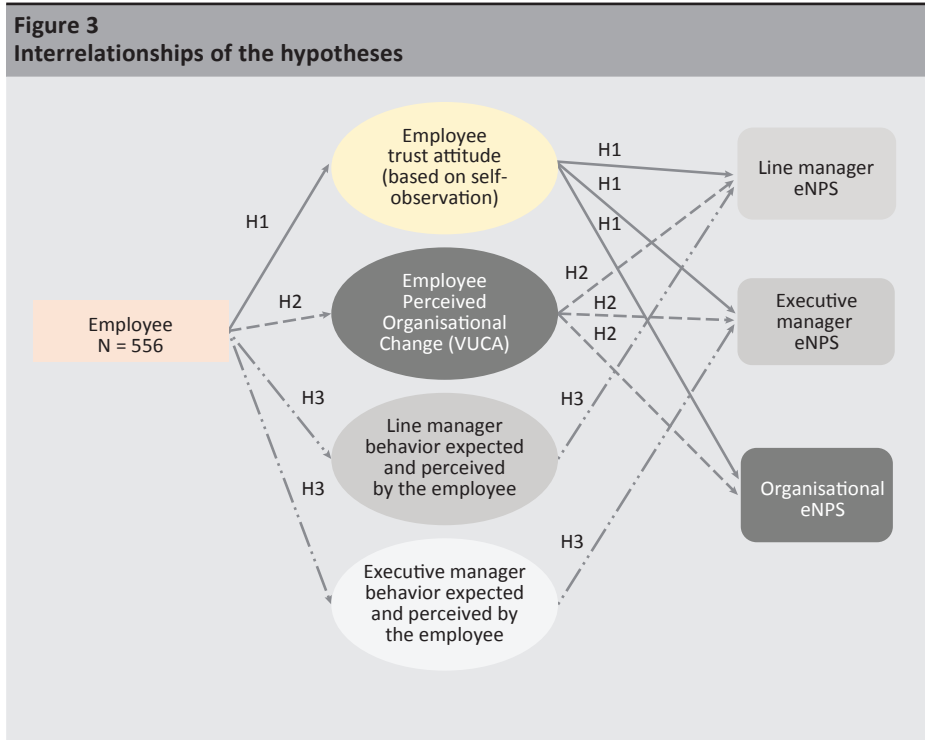 Figure 3
Interrelationships of the hypotheses
Employee
trust attitude
(based on self-
observation)
H1
H1
H1
H1
Line manager
eNPS
Employee
Perceived
Organisational
Change (VUCA)
H2
H2
H2
H2
Executive
manager
eNPS
Employee
N = 556
H3
Line manager
behavior expected
and perceived
by the employee
H3
H3
Organisational
eNPS
Executive manager
behavior expected
and perceived by
the employee
H3